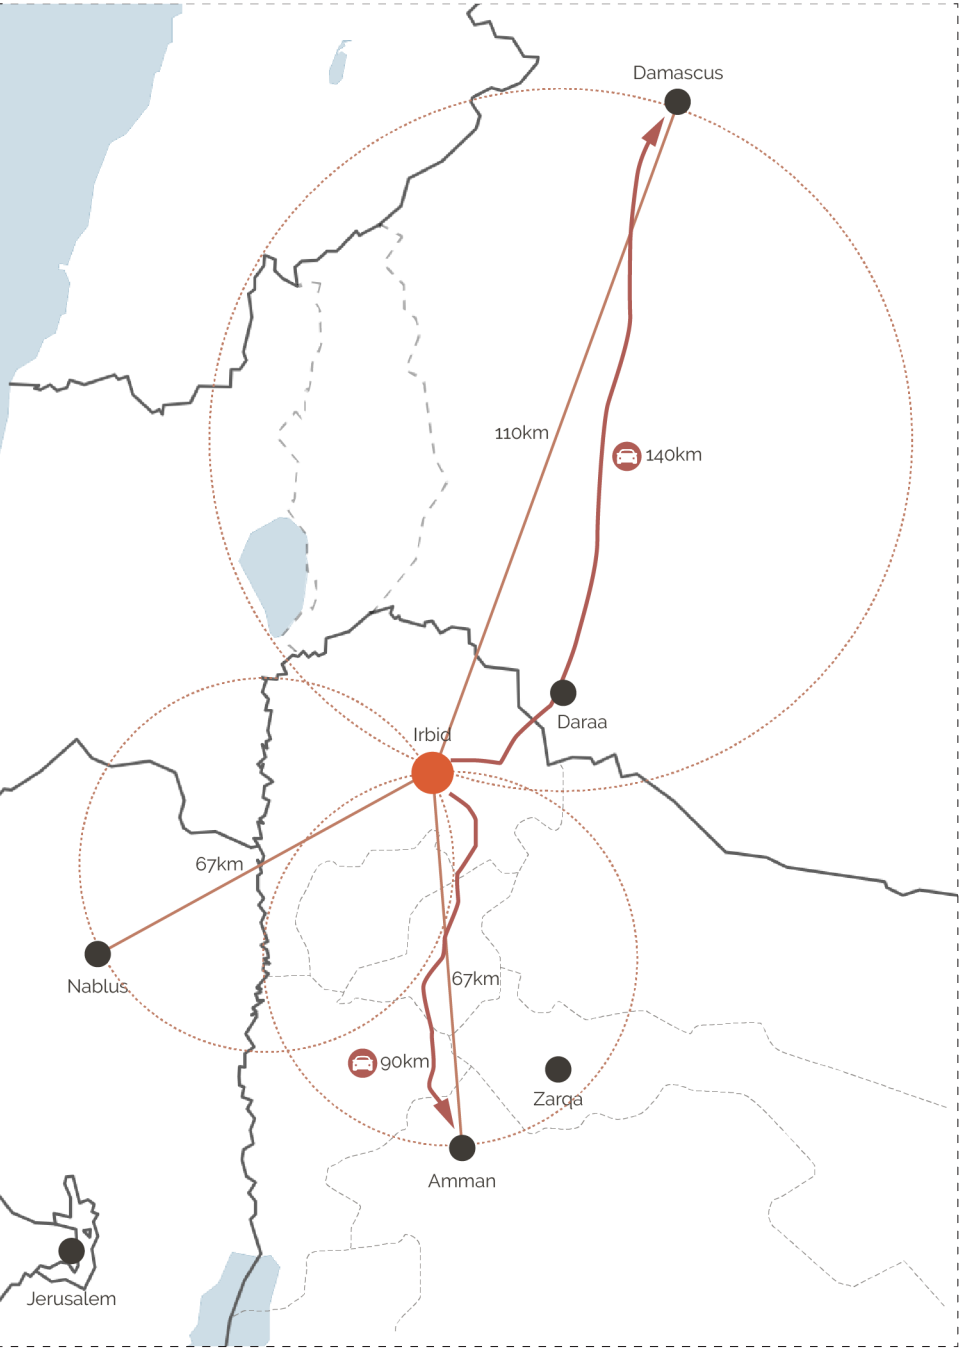 Damascus
110km
140km
Daraa
Irbid
67km
Nablus
67km
90km
Zarqa
Amman
Jerusalem